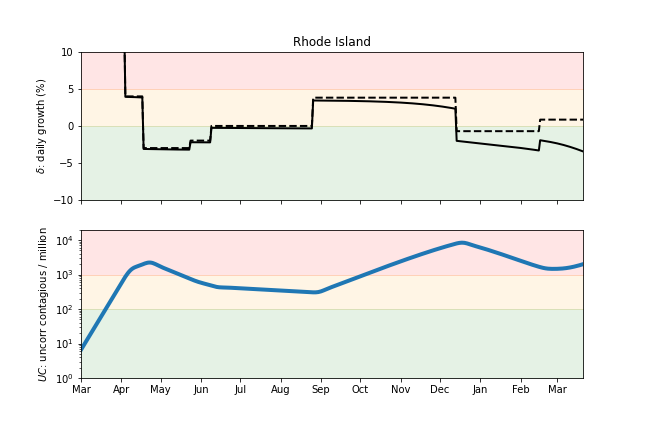 Rhode Island
δ: daily growth (%)
10
5
0
−5
−10
UC: uncorr contagious / million
10⁴
10³
10²
10¹
10⁰
Mar Apr May Jun Jul Aug Sep Oct Nov Dec Jan Feb Mar